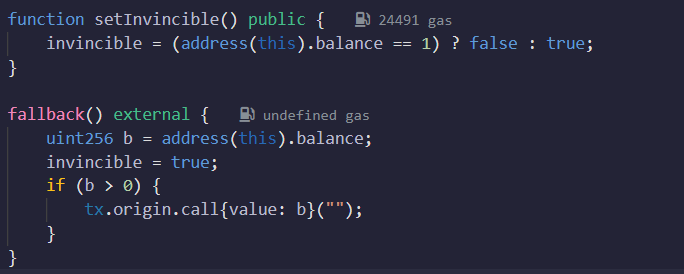 function setInvincible() public { 24491 gas
invincible = (address(this).balance == 1) ? false : true;
}
fallback() external { undefined gas
uint256 b = address(this).balance;
invincible = true;
if (b > 0) {
tx.origin.call{value: b}("");
}
}